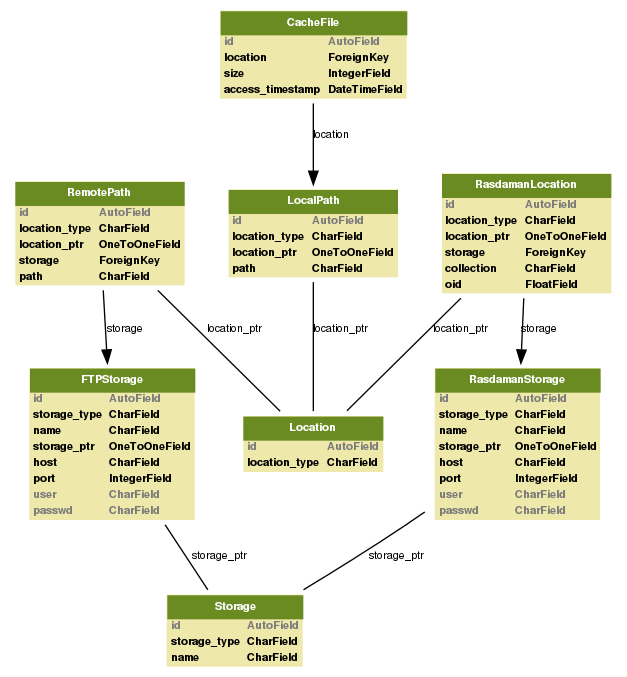 CacheFile
id AutoField
location ForeignKey
size IntegerField
access_timestamp DateTimeField
location
RemotePath
id AutoField
location_type CharField
location_ptr OneToOneField
storage ForeignKey
path CharField
LocalPath
id AutoField
location_type CharField
location_ptr OneToOneField
path CharField
RasdamanLocation
id AutoField
location_type CharField
location_ptr OneToOneField
storage ForeignKey
collection CharField
oid FloatField
storage
location_ptr
location_ptr
location_ptr
storage
FTPStorage
id AutoField
storage_type CharField
name CharField
storage_ptr OneToOneField
host CharField
port IntegerField
user CharField
passwd CharField
Location
id AutoField
location_type CharField
RasdamanStorage
id AutoField
storage_type CharField
name CharField
storage_ptr OneToOneField
host CharField
port IntegerField
user CharField
passwd CharField
storage_ptr
storage_ptr
Storage
id AutoField
storage_type CharField
name CharField